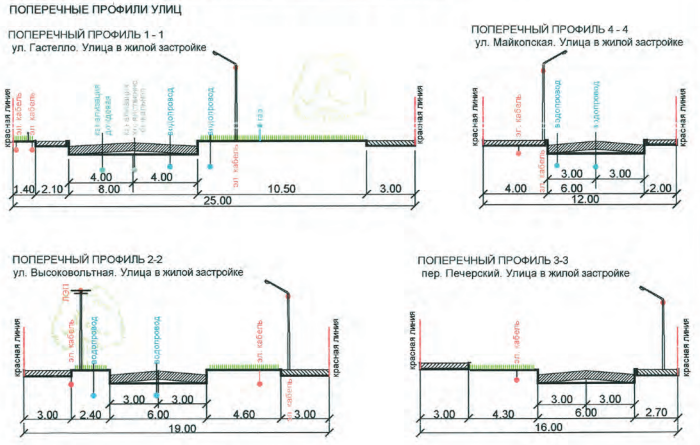 ПОПЕРЕЧНЫЕ ПРОФИЛИ УЛИЦ
ПОПЕРЕЧНЫЙ ПРОФИЛЬ 1 - 1
ул. Гастелло. Улица в жилой застройке
красная линия
эл. кабель
эл. кабель
водопровод
водопровод
эл. кабель
газ
красная линия
4.00 4.00
1.40 2.10 8.00 10.50 3.00
25.00
ПОПЕРЕЧНЫЙ ПРОФИЛЬ 4 - 4
ул. Майкопская. Улица в жилой застройке
красная линия
эл. кабель
эл. кабель
водопровод
водопровод
красная линия
3.00 3.00
4.00 6.00 2.00
12.00
ПОПЕРЕЧНЫЙ ПРОФИЛЬ 2-2
ул. Высоковольтная. Улица в жилой застройке
красная линия
ЛЭП
эл. кабель
водопровод
водопровод
эл. кабель
эл. кабель
красная линия
3.00 3.00
3.00 2.40 6.00 4.60 3.00
19.00
ПОПЕРЕЧНЫЙ ПРОФИЛЬ 3-3
пер. Печерский. Улица в жилой застройке
красная линия
эл. кабель
красная линия
3.00 3.00
3.00 4.30 6.00 2.70
16.00